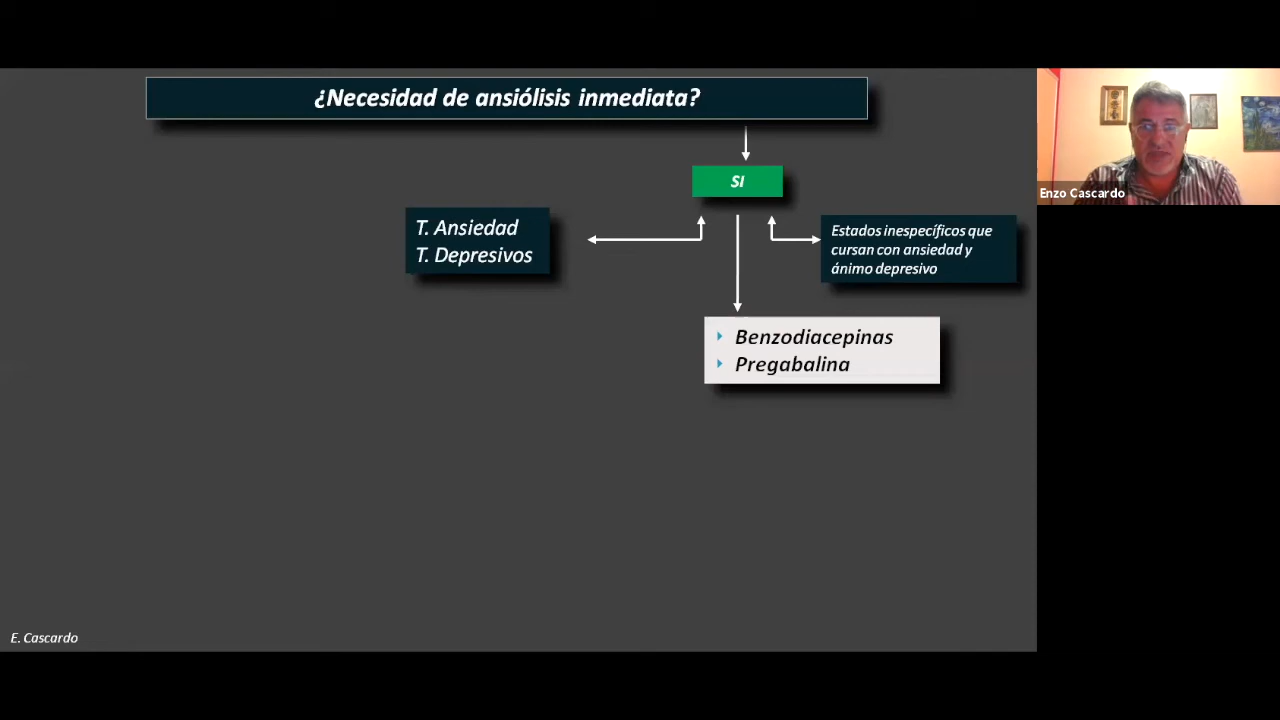 ¿Necesidad de ansiólisis inmediata?
SI
T. Ansiedad
T. Depresivos
Estados inespecíficos que
cursan con ansiedad y
ánimo depresivo
Benzodiacepinas
Pregabalina
E. Cascardo
Enzo Cascardo